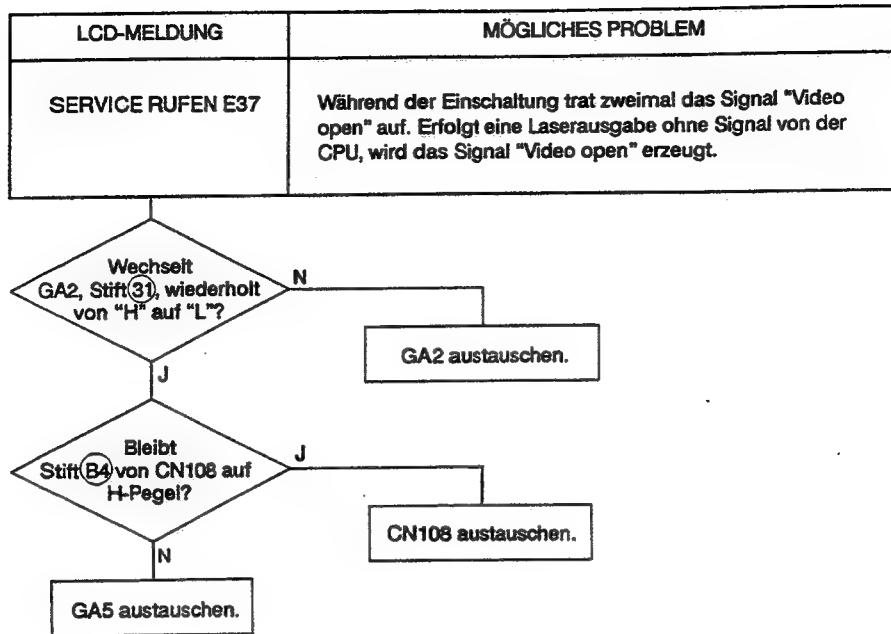 LCD-MELDUNG
MÖGLICHES PROBLEM
SERVICE RUFEN E37
Während der Einschaltung trat zweimal das Signal "Video
open" auf. Erfolgt eine Laserausgabe ohne Signal von der
CPU, wird das Signal "Video open" erzeugt.
Wechselt
GA2, Stift 31, wiederholt
von "H" auf "L"?
N
GA2 austauschen.
J
Bleibt
Stift B4 von CN108 auf
H-Pegel?
J
CN108 austauschen.
N
GA5 austauschen.